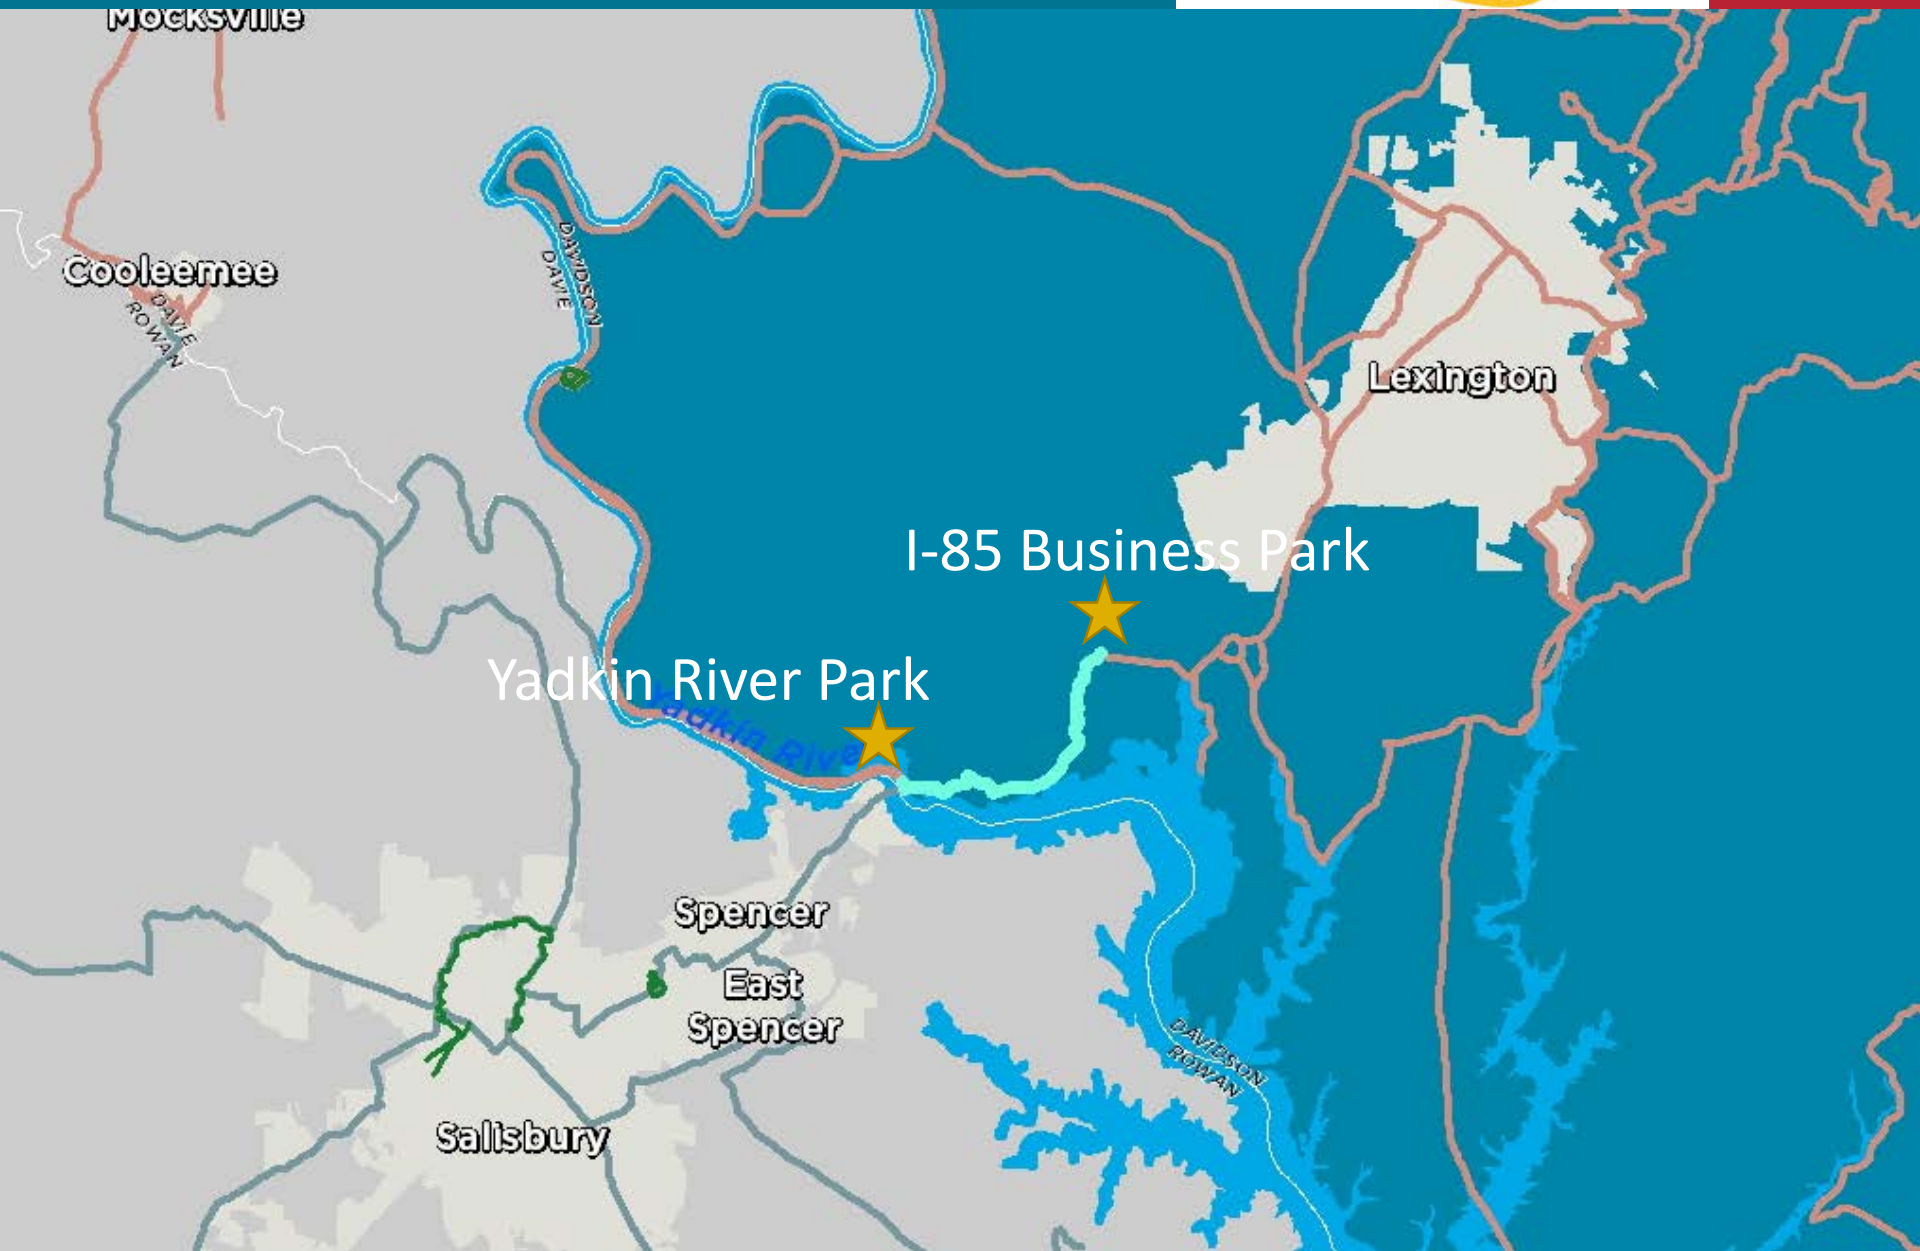 Mocksville
DAVIDSON
DAVIE
Cooleemee
DAVIE
ROWAN
Lexington
I-85 Business Park
Yadkin River Park
Yadkin River
Spencer
East
Spencer
DAVIDSON
ROWAN
Salisbury